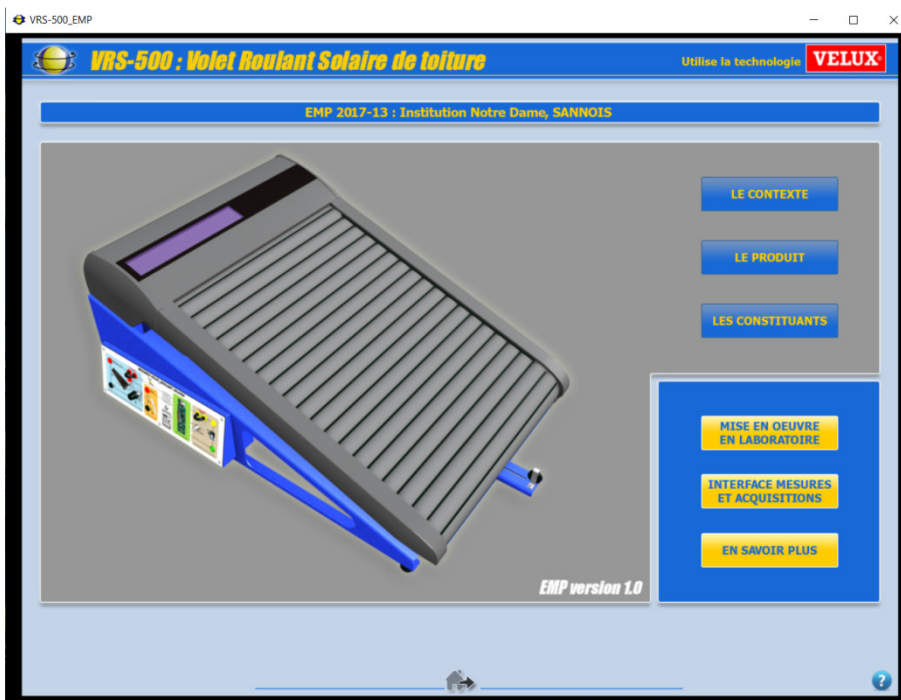 VRS-500_EMP
VRS-500 : Volet Roulant Solaire de toiture
Utilise la technologie VELUX
EMP 2017-13 : Institution Notre Dame, SANNOIS
LE CONTEXTE
LE PRODUIT
LES CONSTITUANTS
MISE EN OEUVRE
EN LABORATOIRE
INTERFACE MESURES
ET ACQUISITIONS
EN SAVOIR PLUS
EMP version 1.0
?